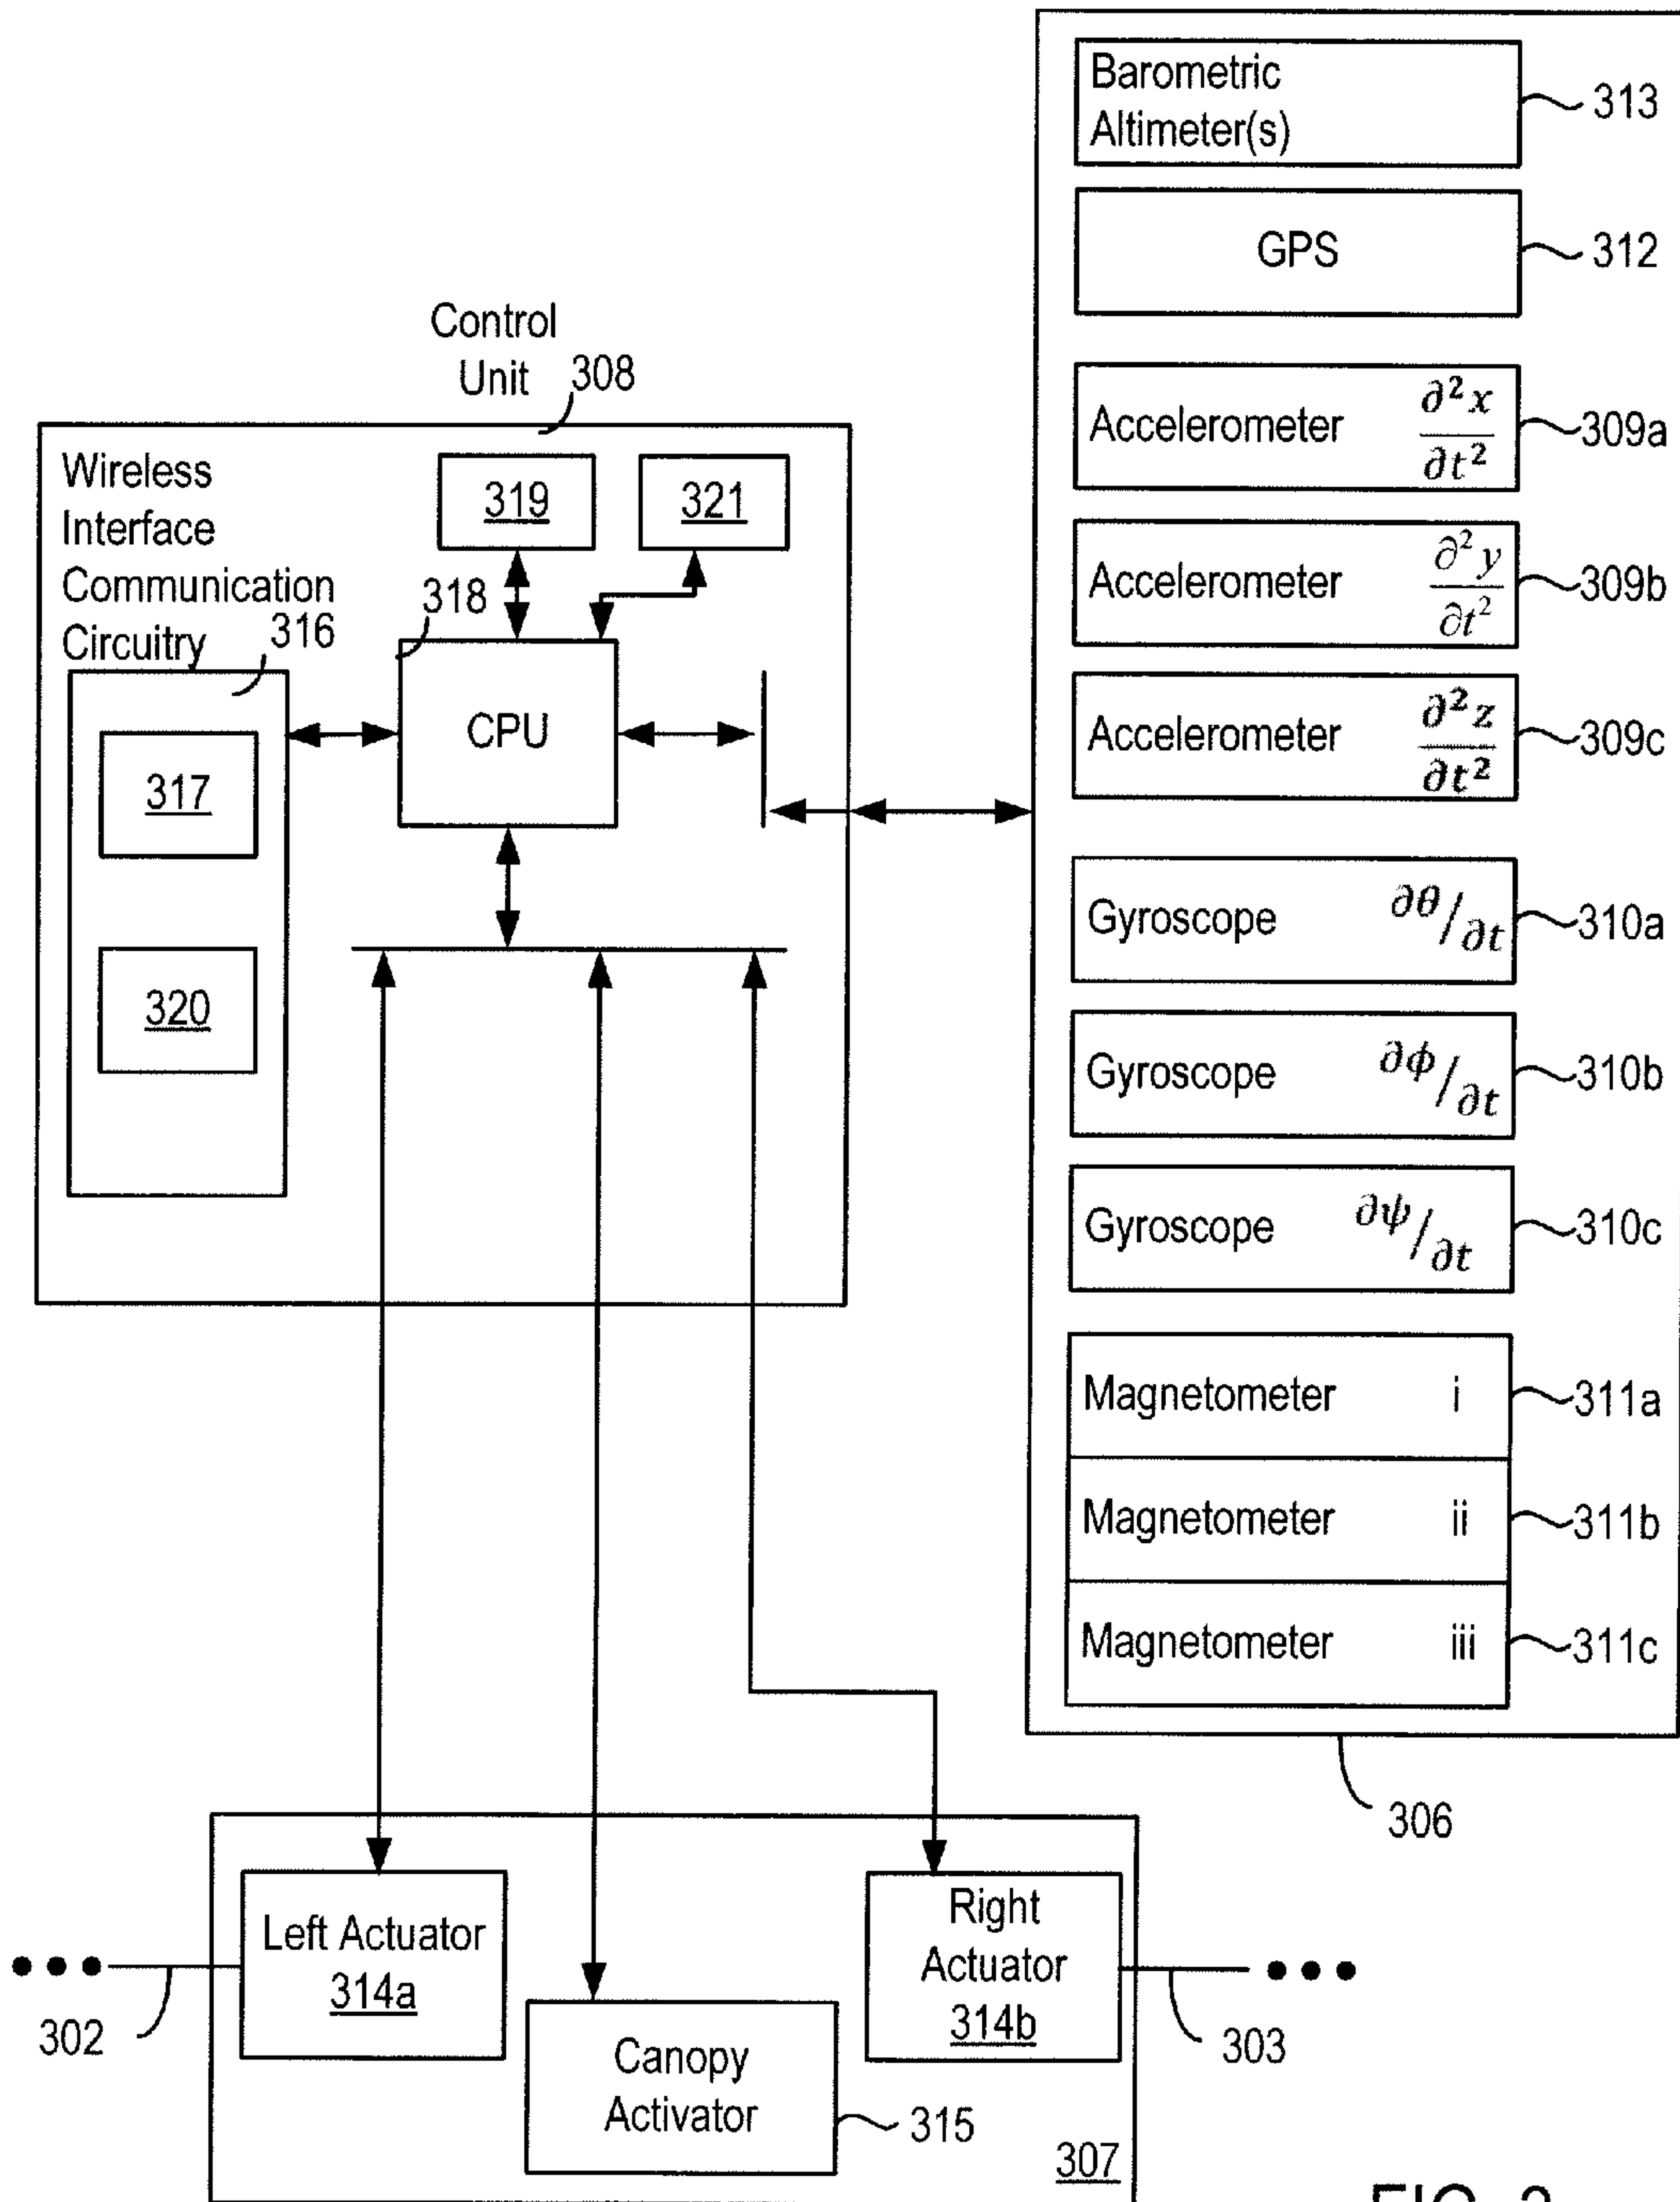 Barometric
Altimeter(s)
313
GPS
312
Control
Unit
308
Accelerometer ∂²x/∂t²
309a
Wireless
Interface
Communication
Circuitry
316
319
321
318
Accelerometer ∂²y/∂t²
309b
CPU
317
320
Accelerometer ∂²z/∂t²
309c
Gyroscope ∂θ/∂t
310a
Gyroscope ∂ϕ/∂t
310b
Gyroscope ∂ψ/∂t
310c
Magnetometer i
311a
Magnetometer ii
311b
Magnetometer iii
311c
306
Left Actuator
314a
302
Canopy
Activator
315
Right
Actuator
314b
303
307